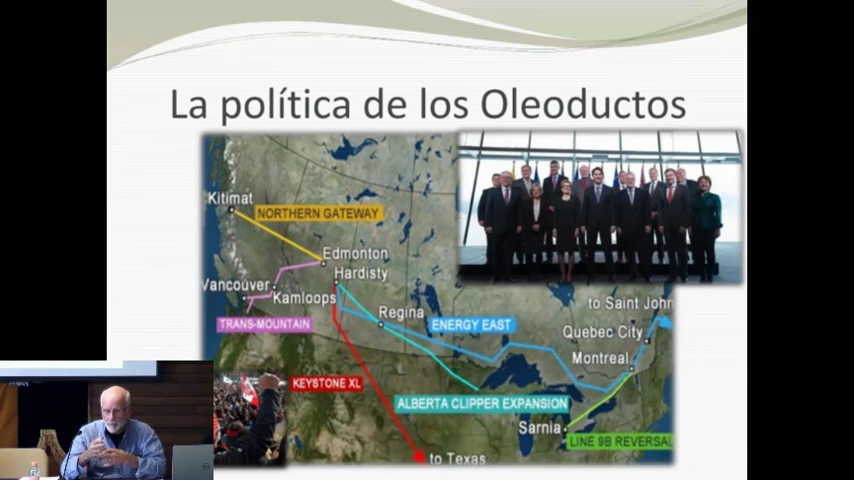 La política de los Oleoductos
Kitimat
NORTHERN GATEWAY
Edmonton
Hardisty
Vancouver
Kamloops
TRANS-MOUNTAIN
Regina
ENERGY EAST
to Saint John
Quebec City
Montreal
KEYSTONE XL
ALBERTA CLIPPER EXPANSION
Sarnia
LINE 9B REVERSAL
to Texas